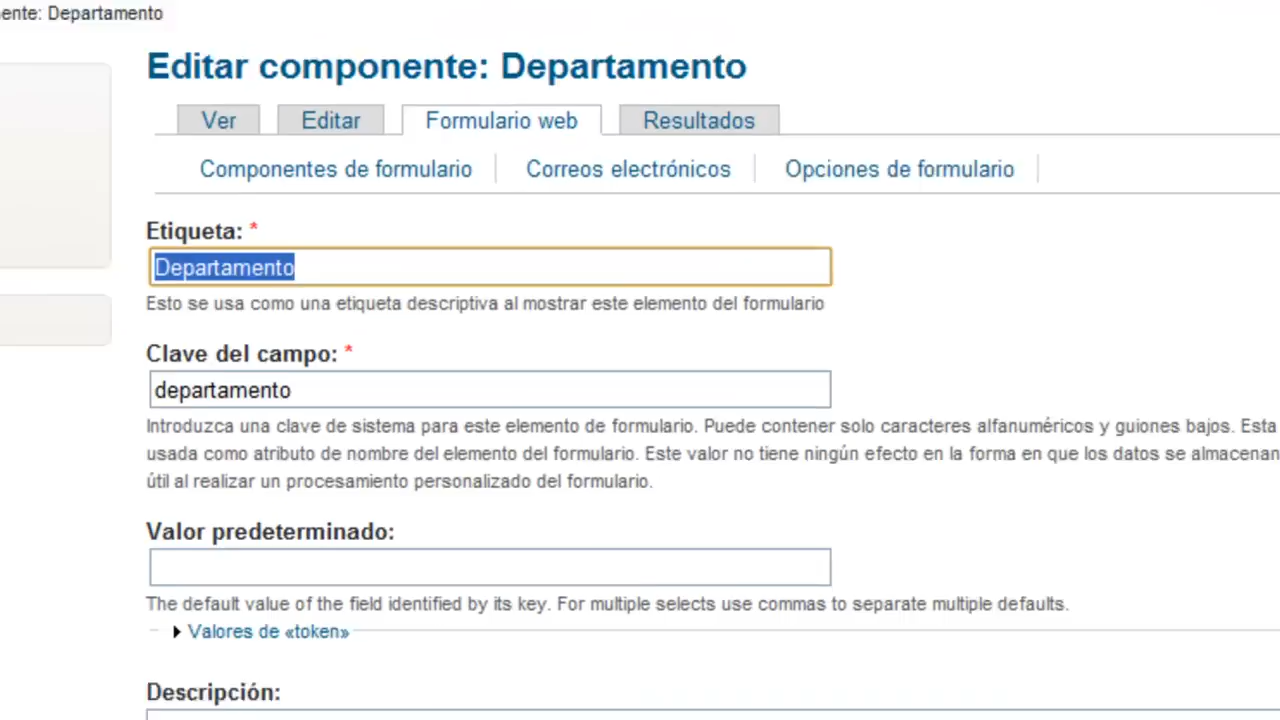 ente: Departamento
Editar componente: Departamento
Ver Editar Formulario web Resultados
Componentes de formulario Correos electrónicos Opciones de formulario
Etiqueta: *
Departamento
Esto se usa como una etiqueta descriptiva al mostrar este elemento del formulario
Clave del campo: *
departamento
Introduzca una clave de sistema para este elemento de formulario. Puede contener solo caracteres alfanuméricos y guiones bajos. Esta
usada como atributo de nombre del elemento del formulario. Este valor no tiene ningún efecto en la forma en que los datos se almacenan
útil al realizar un procesamiento personalizado del formulario.
Valor predeterminado:
The default value of the field identified by its key. For multiple selects use commas to separate multiple defaults.
Valores de «token»
Descripción: